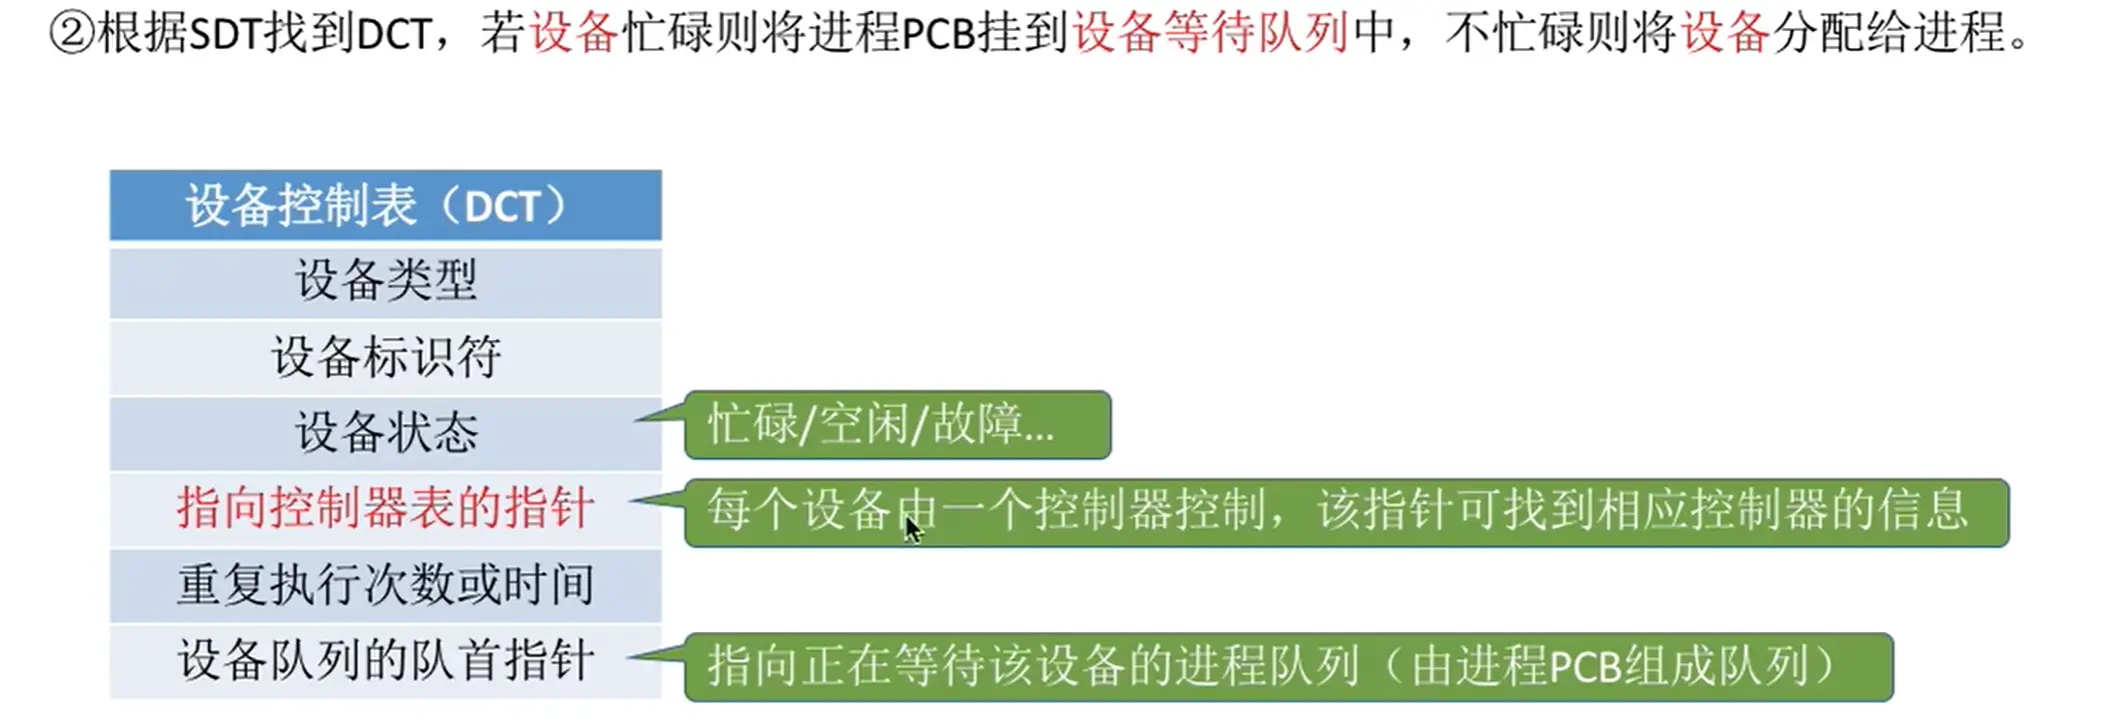 ②根据SDT找到DCT，若设备忙碌则将进程PCB挂到设备等待队列中，不忙碌则将设备分配给进程。
设备控制表（DCT）
设备类型
设备标识符
设备状态
忙碌/空闲/故障...
指向控制器表的指针
每个设备由一个控制器控制，该指针可找到相应控制器的信息
重复执行次数或时间
设备队列的队首指针
指向正在等待该设备的进程队列（由进程PCB组成队列）